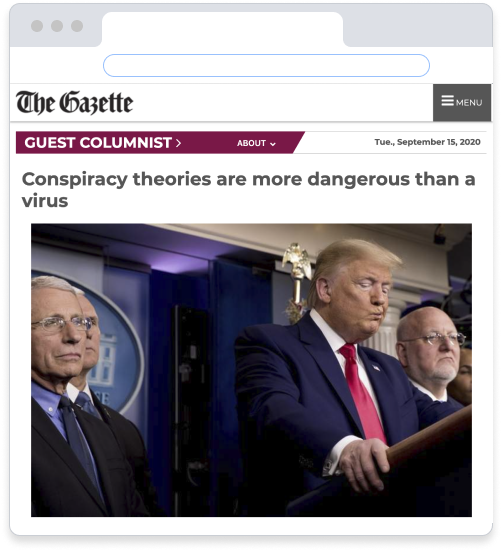 The Gazette
MENU
GUEST COLUMNIST >
ABOUT
Tue., September 15, 2020
Conspiracy theories are more dangerous than a
virus